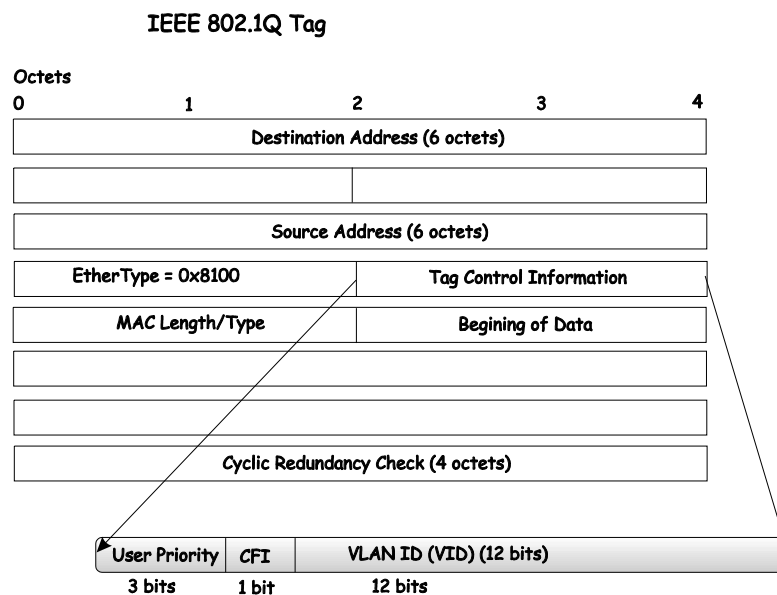 IEEE 802.1Q Tag
Octets
0 1 2 3 4
Destination Address (6 octets)
Source Address (6 octets)
EtherType = 0x8100 Tag Control Information
MAC Length/Type Begining of Data
Cyclic Redundancy Check (4 octets)
User Priority CFI VLAN ID (VID) (12 bits)
3 bits 1 bit 12 bits